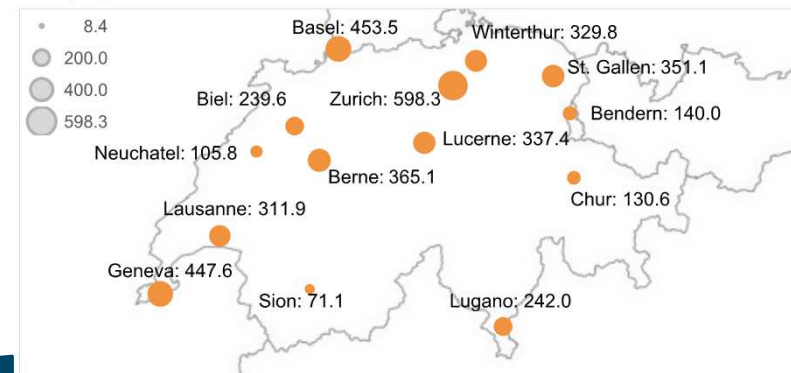 8.4
200.0
400.0
598.3
Basel: 453.5
Winterthur: 329.8
St. Gallen: 351.1
Biel: 239.6
Zurich: 598.3
Bendern: 140.0
Neuchatel: 105.8
Lucerne: 337.4
Berne: 365.1
Chur: 130.6
Lausanne: 311.9
Geneva: 447.6
Sion: 71.1
Lugano: 242.0